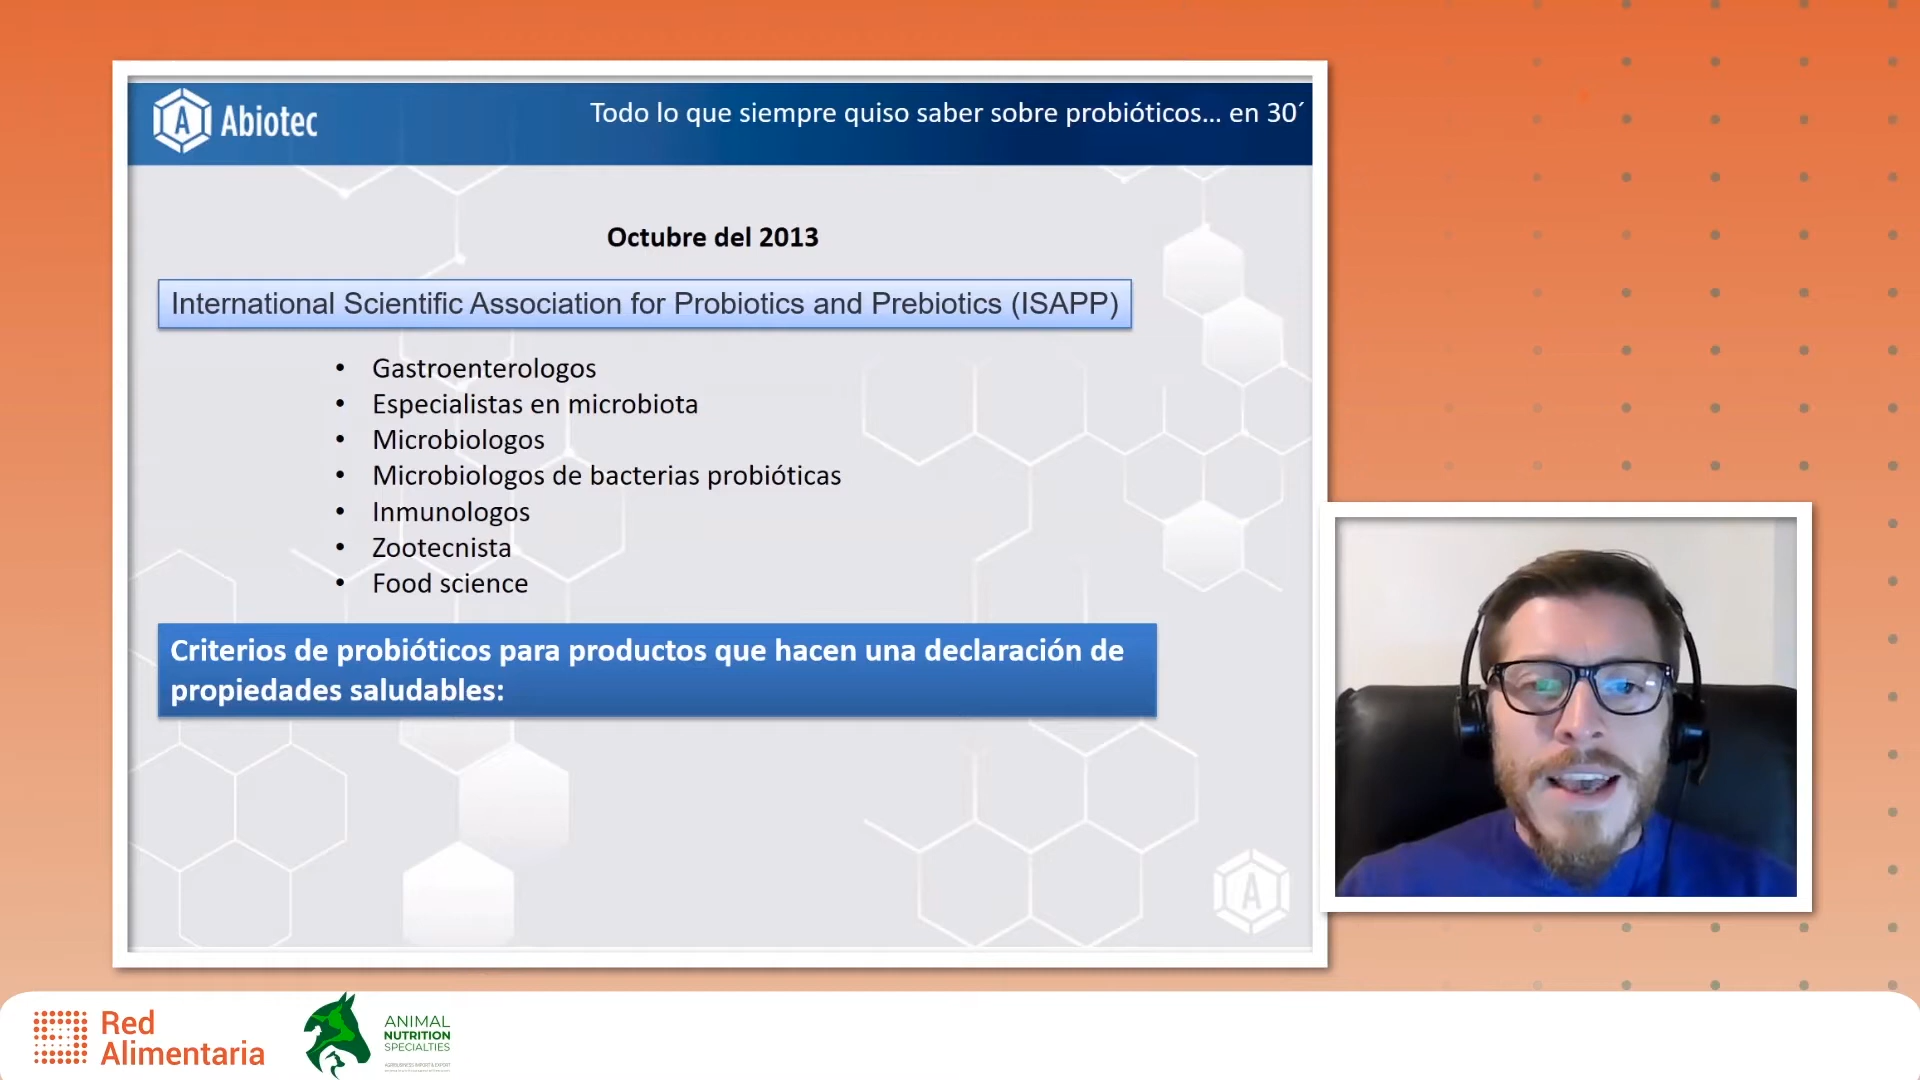 Abiotec
Todo lo que siempre quiso saber sobre probióticos... en 30´
Octubre del 2013
International Scientific Association for Probiotics and Prebiotics (ISAPP)
• Gastroenterologos
• Especialistas en microbiota
• Microbiologos
• Microbiologos de bacterias probióticas
• Inmunologos
• Zootecnista
• Food science
Criterios de probióticos para productos que hacen una declaración de
propiedades saludables:
Red
Alimentaria
ANIMAL
NUTRITION
SPECIALTIES